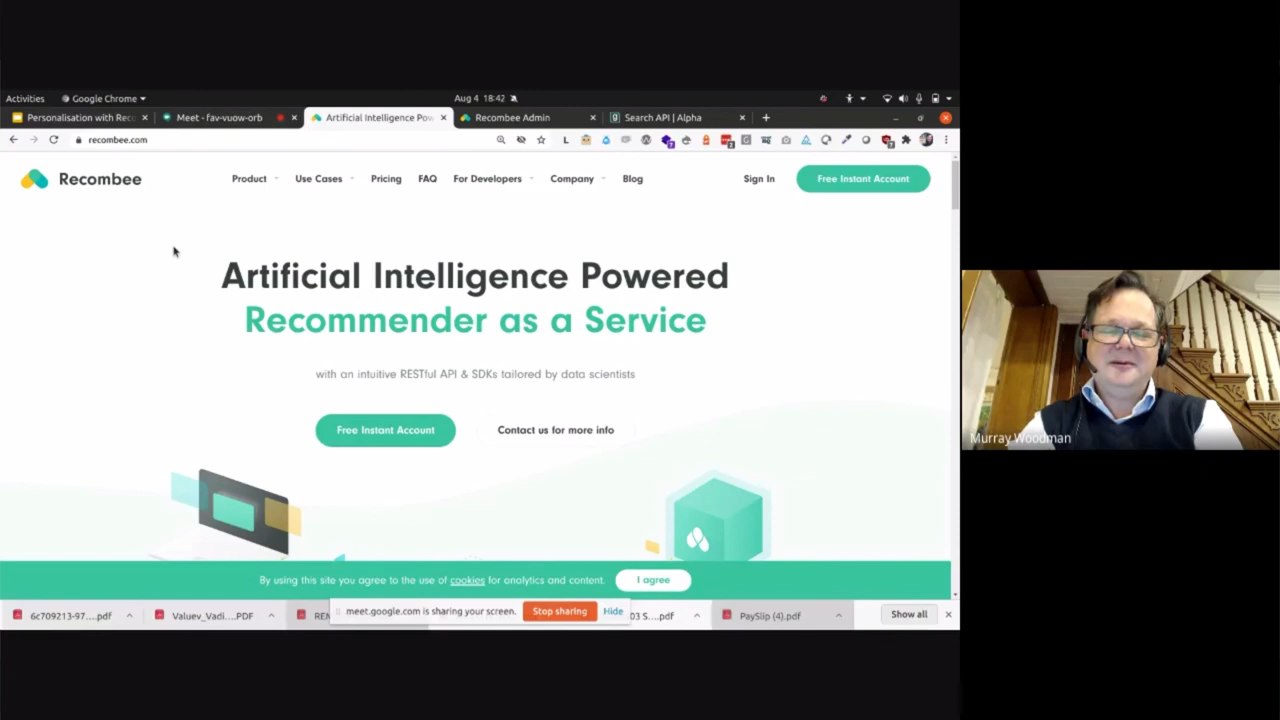 Activities Google Chrome Aug 4 18:42
Personalisation with Rec Meet - fav-vuow-orb Artificial Intelligence Pow Recombee Admin Search API | Alpha
recombee.com
Recombee Product Use Cases Pricing FAQ For Developers Company Blog Sign In Free Instant Account
Artificial Intelligence Powered
Recommender as a Service
with an intuitive RESTful API & SDKs tailored by data scientists
Free Instant Account Contact us for more info
Murray Woodman
By using this site you agree to the use of cookies for analytics and content. I agree
6c709213-97....pdf Valuev_Vadi....PDF REN meet.google.com is sharing your screen. Stop sharing Hide 03 S....pdf PaySlip (4).pdf Show all